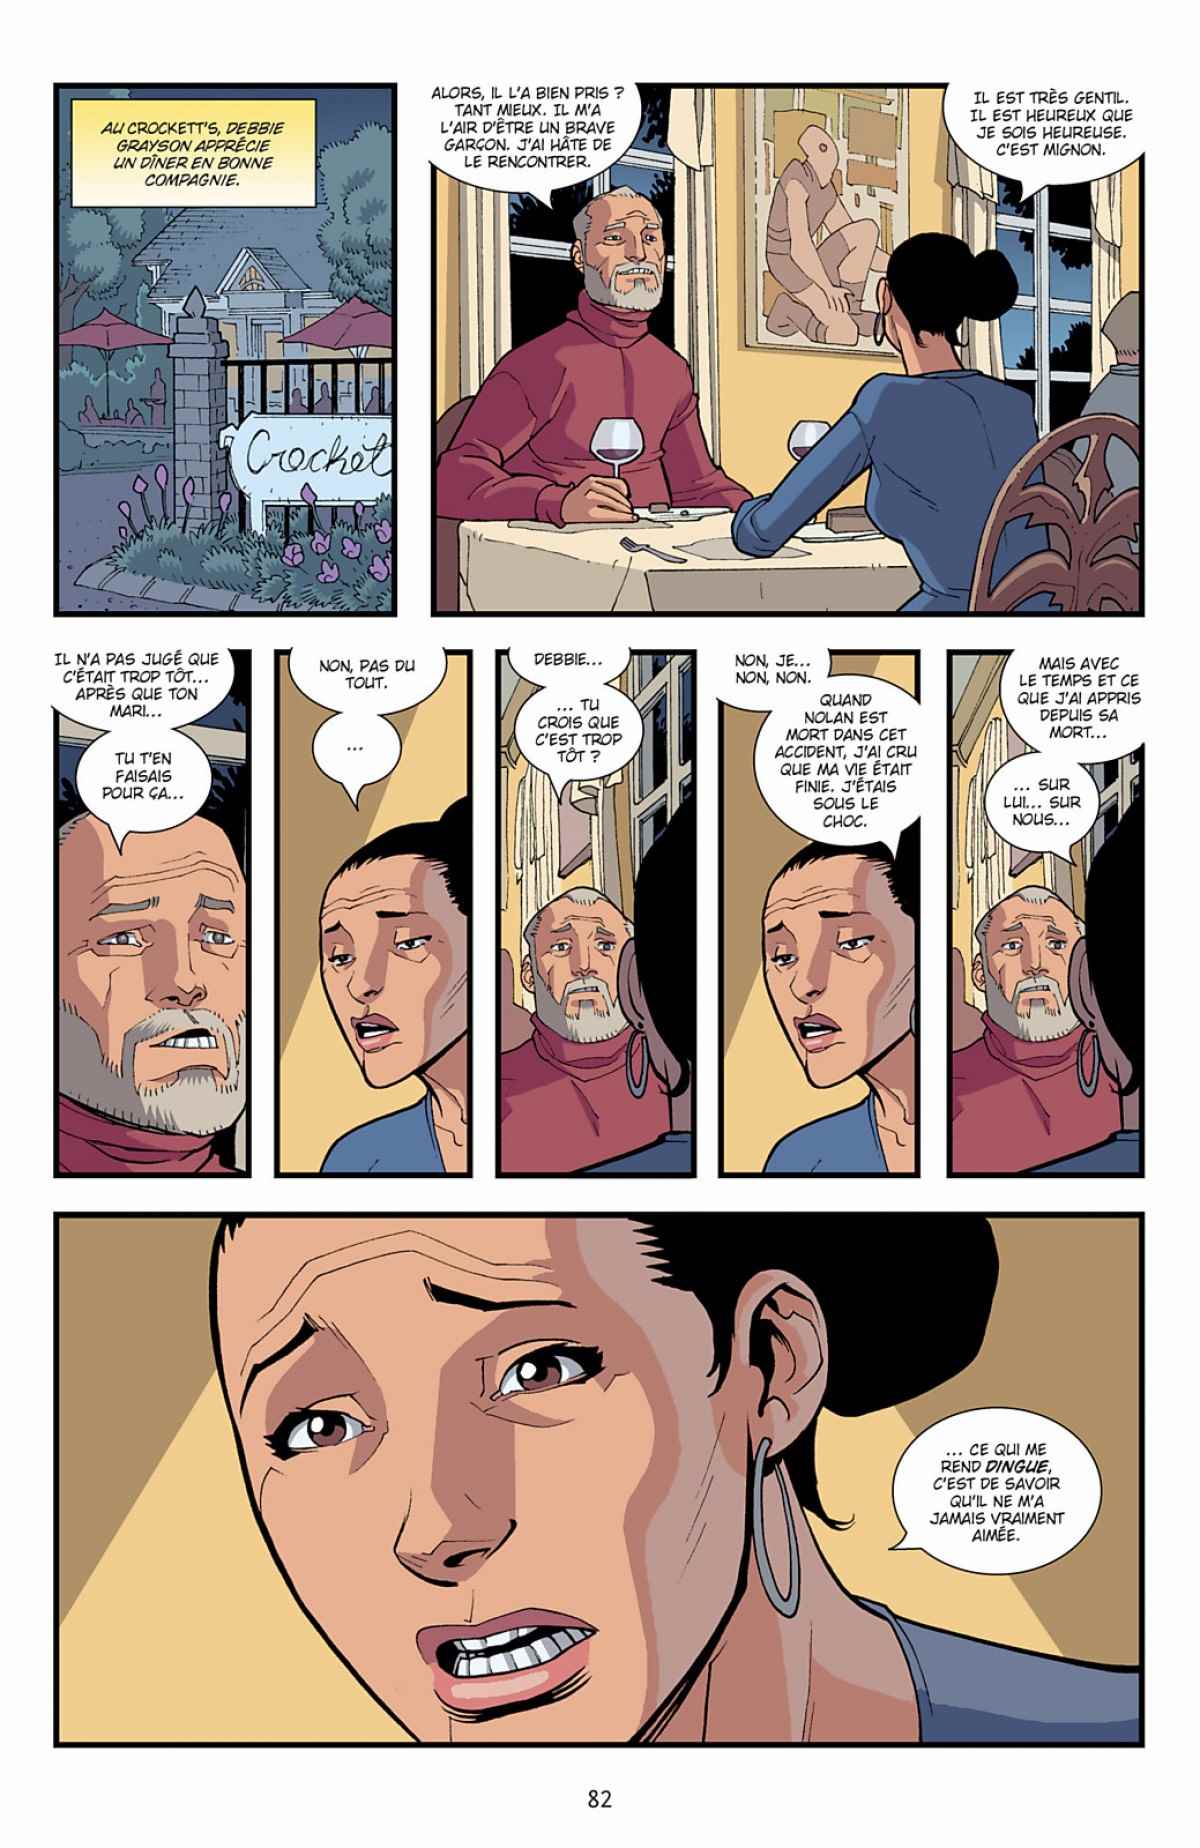 AU CROCKETT'S, DEBBIE
GRAYSON APPRÉCIE
UN DÎNER EN BONNE
COMPAGNIE.
Crocket
ALORS, IL L'A BIEN PRIS ?
TANT MIEUX. IL M'A
L'AIR D'ÊTRE UN BRAVE
GARÇON. J'AI HÂTE DE
LE RENCONTRER.
IL EST TRÈS GENTIL.
IL EST HEUREUX QUE
JE SOIS HEUREUSE.
C'EST MIGNON.
IL N'A PAS JUGÉ QUE
C'ÉTAIT TROP TÔT...
APRÈS QUE TON
MARI...
TU T'EN
FAISAIS
POUR ÇA...
NON, PAS DU
TOUT.
...
DEBBIE...
... TU
CROIS QUE
C'EST TROP
TÔT ?
NON, JE...
NON, NON.
QUAND
NOLAN EST
MORT DANS CET
ACCIDENT, J'AI CRU
QUE MA VIE ÉTAIT
FINIE. J'ÉTAIS
SOUS LE
CHOC.
MAIS AVEC
LE TEMPS ET CE
QUE J'AI APPRIS
DEPUIS SA
MORT...
... SUR
LUI... SUR
NOUS...
... CE QUI ME
REND DINGUE,
C'EST DE SAVOIR
QU'IL NE M'A
JAMAIS VRAIMENT
AIMÉE.
82